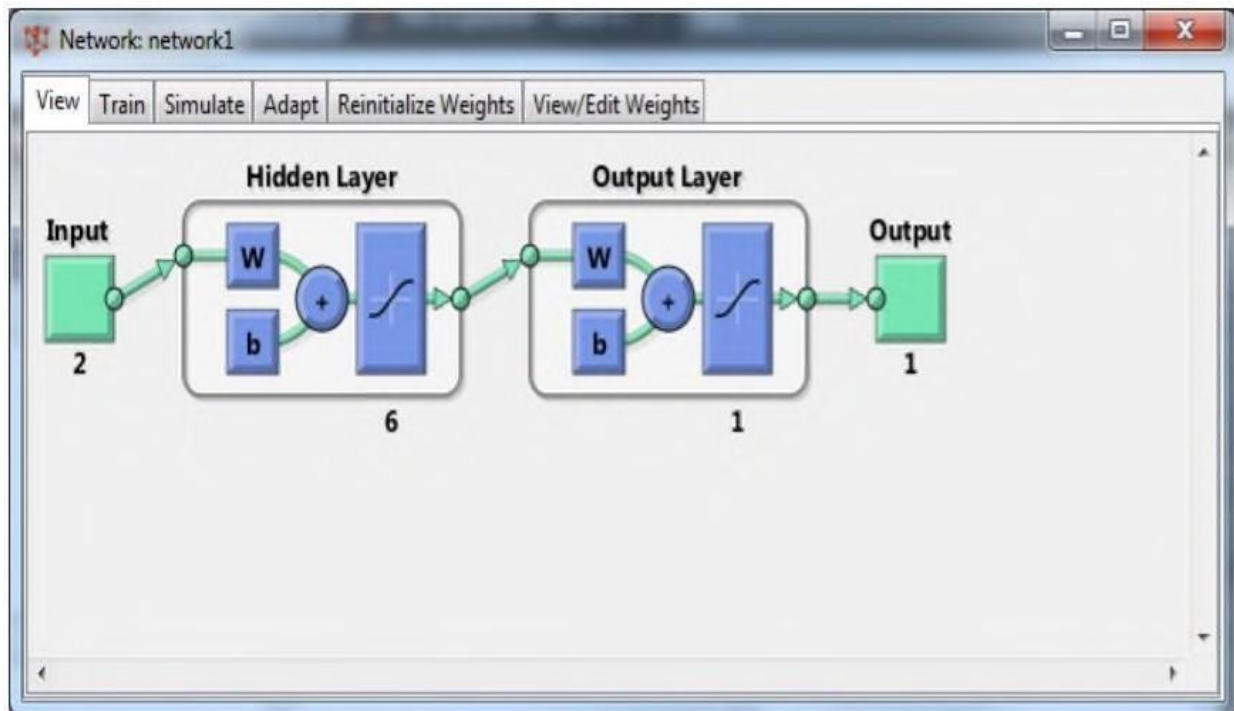 Network: network1
View Train Simulate Adapt Reinitialize Weights View/Edit Weights
Hidden Layer Output Layer
Input Output
W W
+ +
b b
2 1
6 1